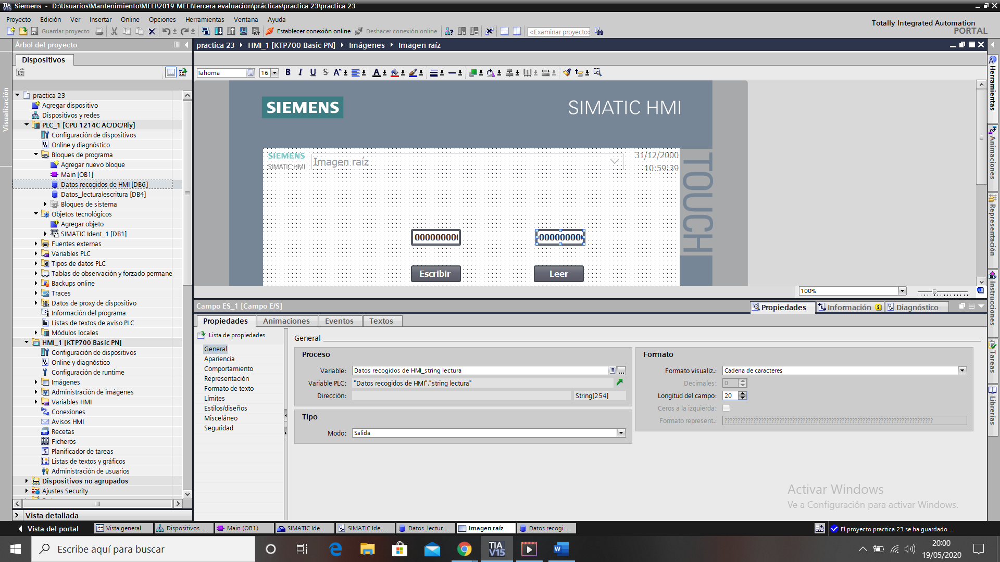 Siemens - D:\Usuarios\Mantenimiento\MEEI\2019 MEEI\tercera evaluacion\prácticas\practica 23\practica 23
Proyecto Edición Ver Insertar Online Opciones Herramientas Ventana Ayuda
Totally Integrated Automation
PORTAL
Guardar proyecto
Establecer conexión online
Deshacer conexión online
<Examinar proyecto>
Árbol del proyecto
practica 23 HMI_1 [KTP700 Basic PN] Imágenes Imagen raíz
Dispositivos
Tahoma 16
Visualización
practica 23
Agregar dispositivo
Dispositivos y redes
PLC_1 [CPU 1214C AC/DC/Rly]
Configuración de dispositivos
Online y diagnóstico
Bloques de programa
Agregar nuevo bloque
Main [OB1]
Datos recogidos de HMI [DB6]
Datos_lectura/escritura [DB4]
Bloques de sistema
Objetos tecnológicos
Agregar objeto
SIMATIC Ident_1 [DB1]
Fuentes externas
Variables PLC
Tipos de datos PLC
Tablas de observación y forzado permane
Backups online
Traces
Datos de proxy de dispositivo
Información del programa
Listas de textos de aviso PLC
Módulos locales
HMI_1 [KTP700 Basic PN]
Configuración de dispositivos
Online y diagnóstico
Configuración de runtime
Imágenes
Administración de imágenes
Variables HMI
Conexiones
Avisos HMI
Recetas
Ficheros
Planificador de tareas
Listas de textos y gráficos
Administración de usuarios
Dispositivos no agrupados
Ajustes Security
Vista detallada
SIEMENS
SIMATIC HMI
SIEMENS
SIMATIC HMI
Imagen raíz
31/12/2000
10:59:39
TOUCH
000000000
000000000
Escribir
Leer
100%
Campo ES_1 [Campo E/S]
Propiedades Información Diagnóstico
Propiedades Animaciones Eventos Textos
Lista de propiedades
General
Apariencia
Comportamiento
Representación
Formato de texto
Límites
Estilos/diseños
Misceláneo
Seguridad
General
Proceso
Variable: Datos recogidos de HMI_string lectura
Variable PLC: "Datos recogidos de HMI"."string lectura"
Dirección: String[254]
Tipo
Modo: Salida
Formato
Formato visualiz.: Cadena de caracteres
Decimales: 0
Longitud del campo: 20
Ceros a la izquierda:
Formato represent.:
Herramientas
Animaciones
Representación
Instrucciones
Tareas
Librerías
Activar Windows
Ve a Configuración para activar Windows.
Vista del portal
Vista general
Dispositivos ...
Main (OB1)
SIMATIC Ide...
SIMATIC Ide...
Datos_lectur...
Imagen raíz
Datos recogi...
El proyecto practica 23 se ha guardado ...
Escribe aquí para buscar
TIA
V15
20:00
19/05/2020